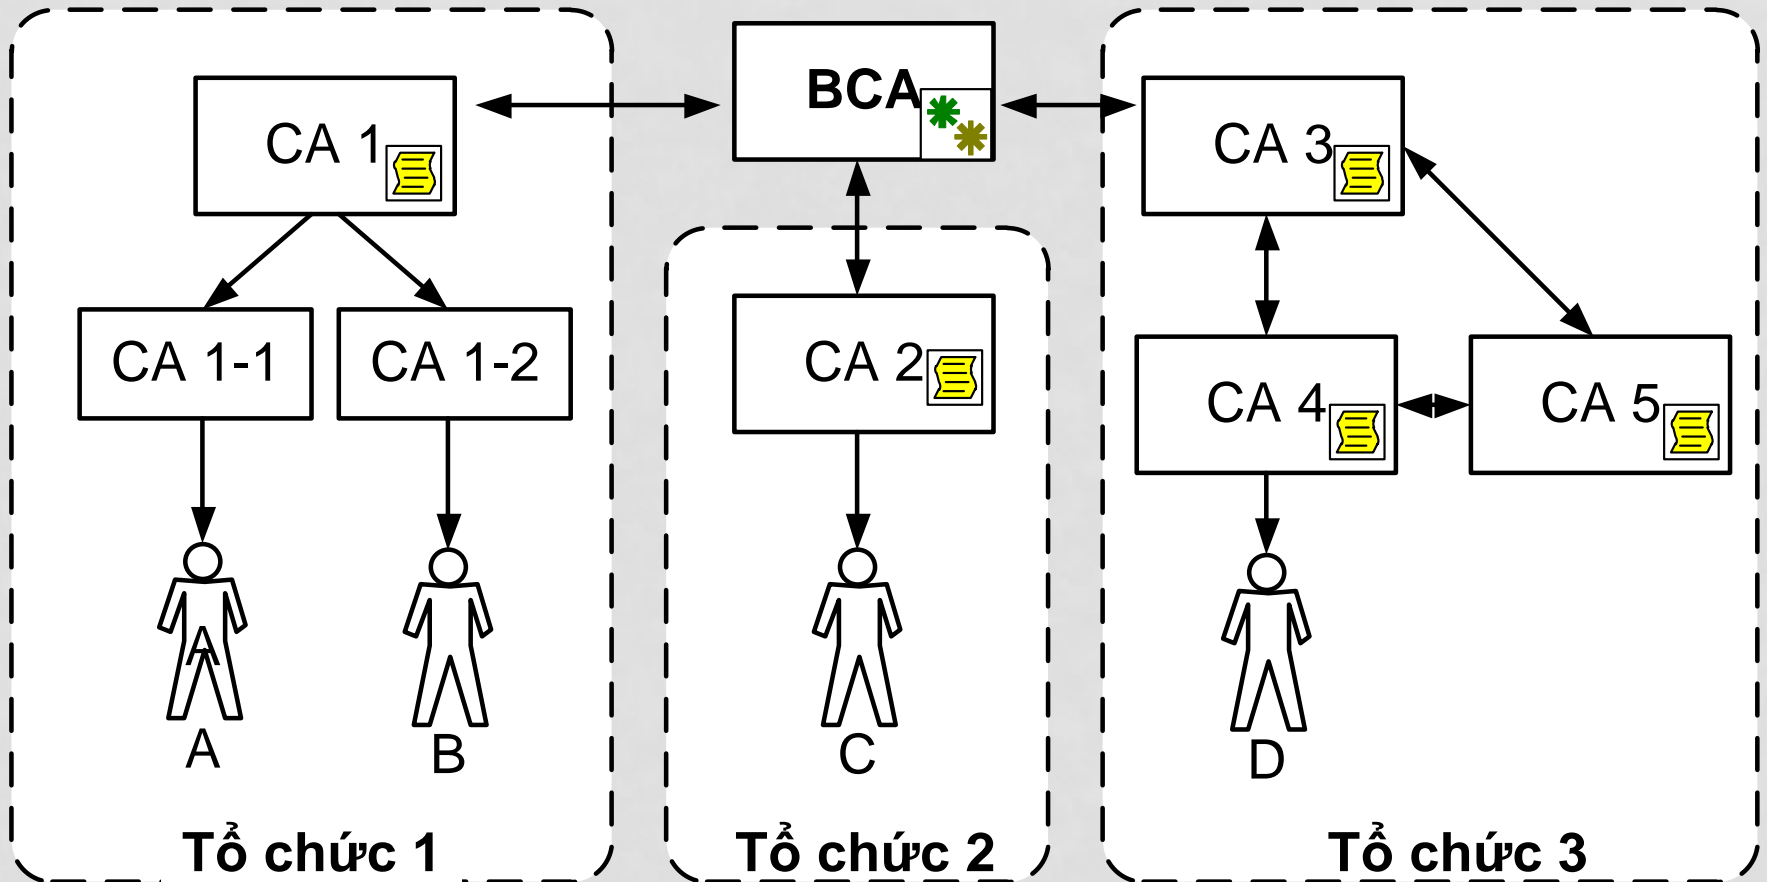 BCA
CA 1
CA 3
CA 1-1
CA 1-2
CA 2
CA 4
CA 5
A
A
B
C
D
Tổ chức 1
Tổ chức 2
Tổ chức 3